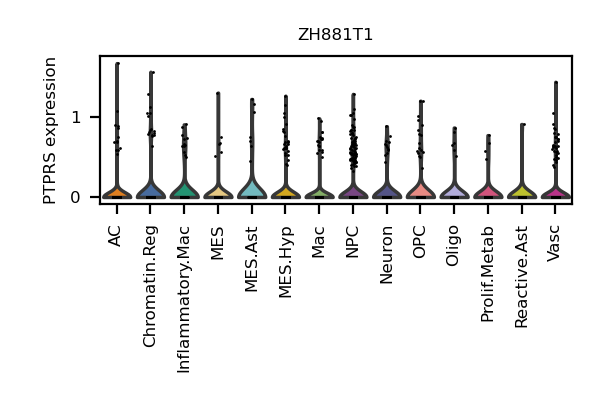 ZH881T1
PTPRS expression
1
0
AC
Chromatin.Reg
Inflammatory.Mac
MES
MES.Ast
MES.Hyp
Mac
NPC
Neuron
OPC
Oligo
Prolif.Metab
Reactive.Ast
Vasc